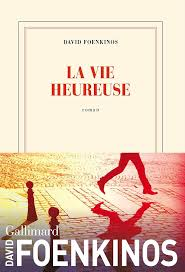 DAVID FOENKINOS
LA VIE
HEUREUSE
roman
Gallimard
DAVID
FOENKINOS